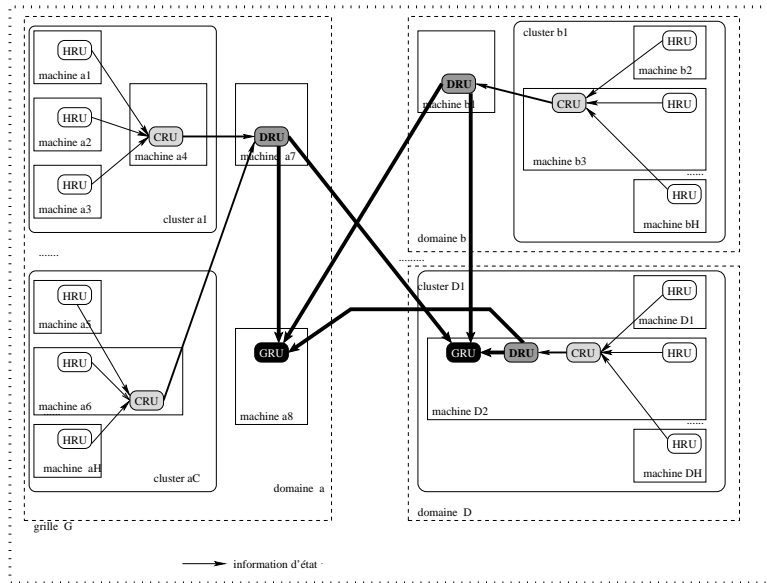 HRU
machine a1
HRU
machine a2
HRU
machine a3
CRU
machine a4
cluster a1
DRU
machine a7
.......
HRU
machine a5
HRU
machine a6
......
CRU
HRU
machine aH
cluster aC
GRU
machine a8
domaine a
grille G
cluster b1
HRU
machine b2
DRU
machine b1
CRU
HRU
machine b3
......
HRU
machine bH
domaine b
.........
cluster D1
HRU
machine D1
GRU
DRU
CRU
HRU
machine D2
......
HRU
machine DH
domaine D
information d'état